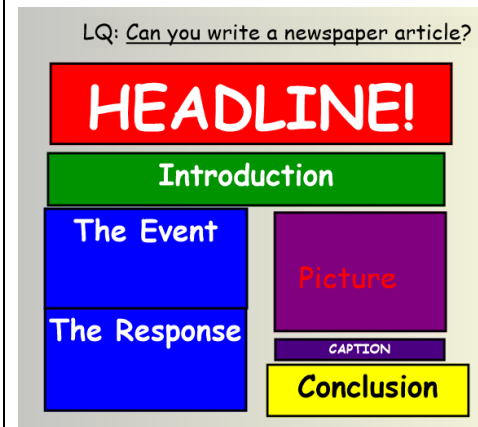 LQ: Can you write a newspaper article?
HEADLINE!
Introduction
The Event
The Response
Picture
CAPTION
Conclusion